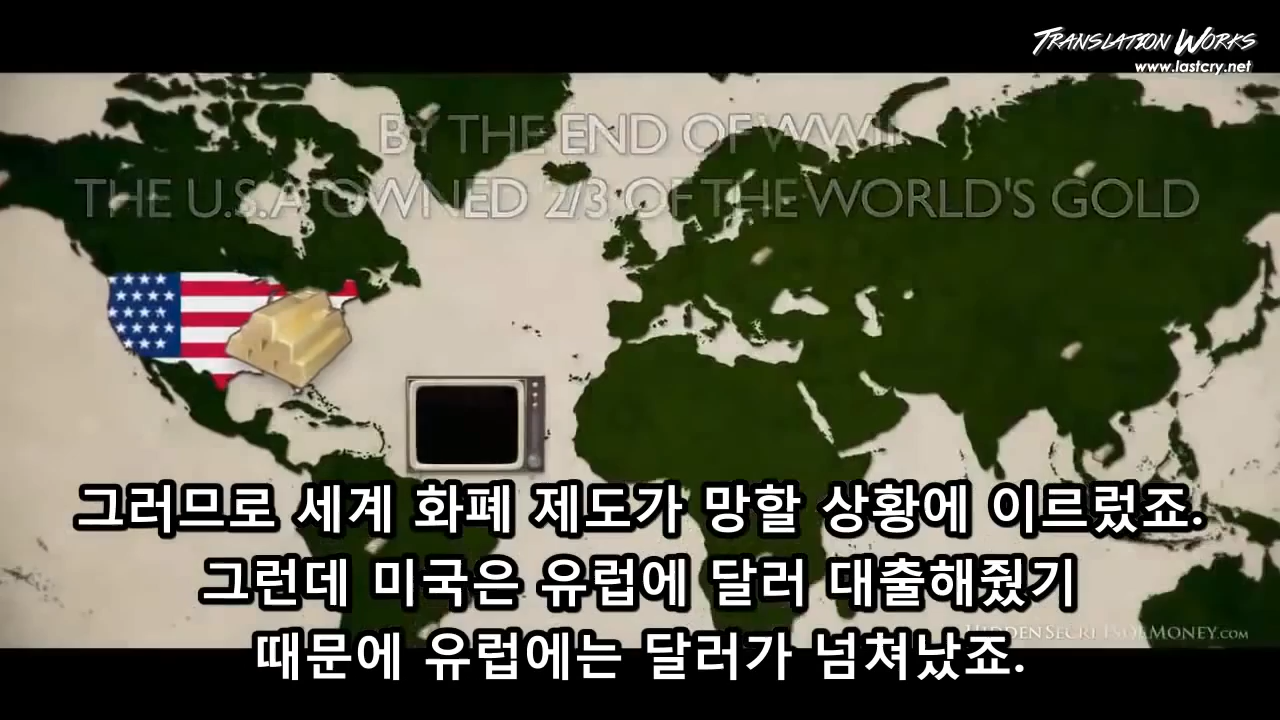 TRANSLATION WORKS
www.lastcry.net
BY THE END OF WWII
THE U.S.A OWNED 2/3 OF THE WORLD'S GOLD
그러므로 세계 화폐 제도가 망할 상황에 이르렀죠.
그런데 미국은 유럽에 달러 대출해줬기
때문에 유럽에는 달러가 넘쳐났죠.
HIDDENSECRETSOFMONEY.COM